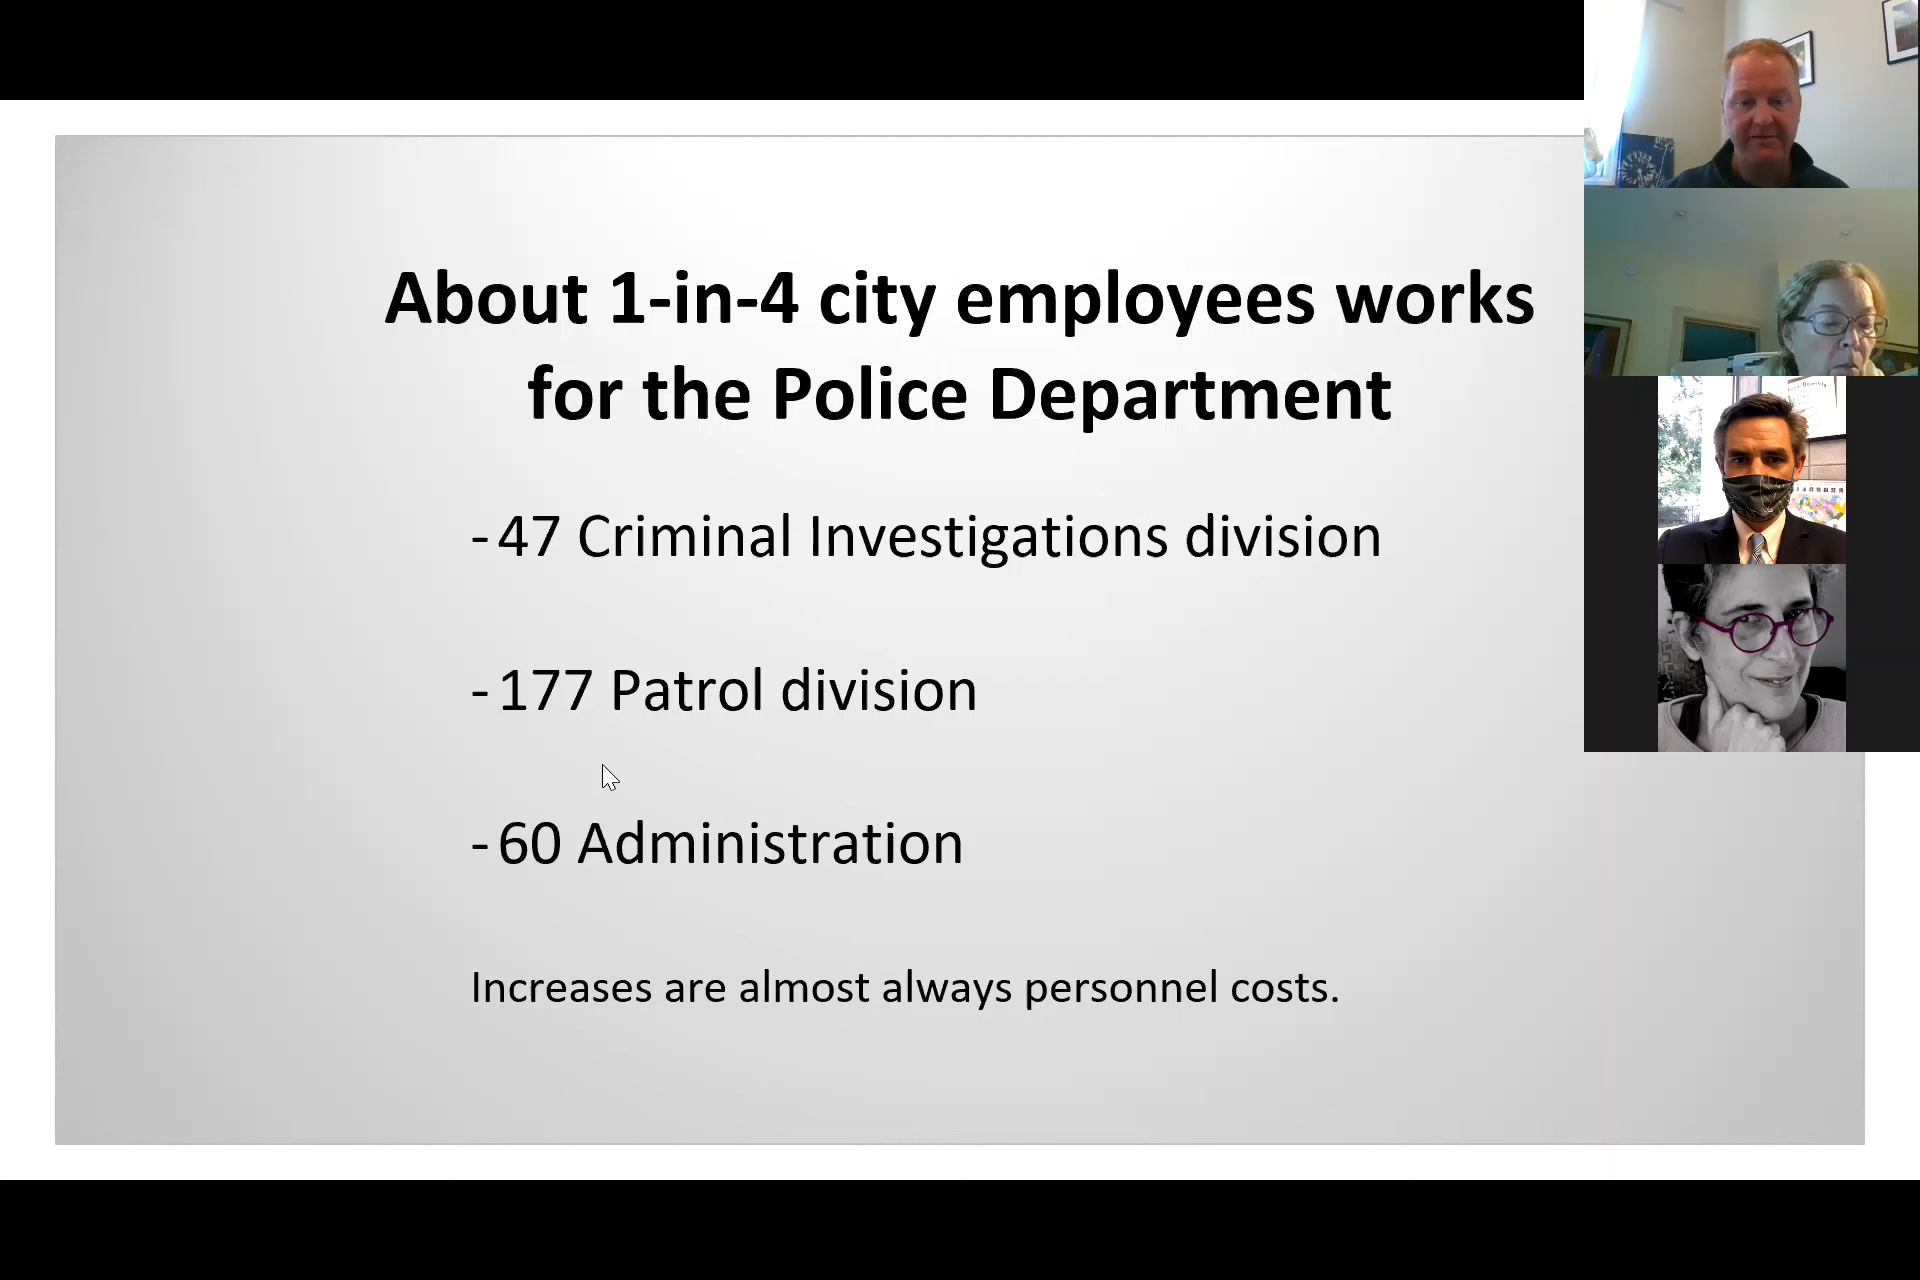 About 1-in-4 city employees works
for the Police Department
- 47 Criminal Investigations division
- 177 Patrol division
- 60 Administration
Increases are almost always personnel costs.